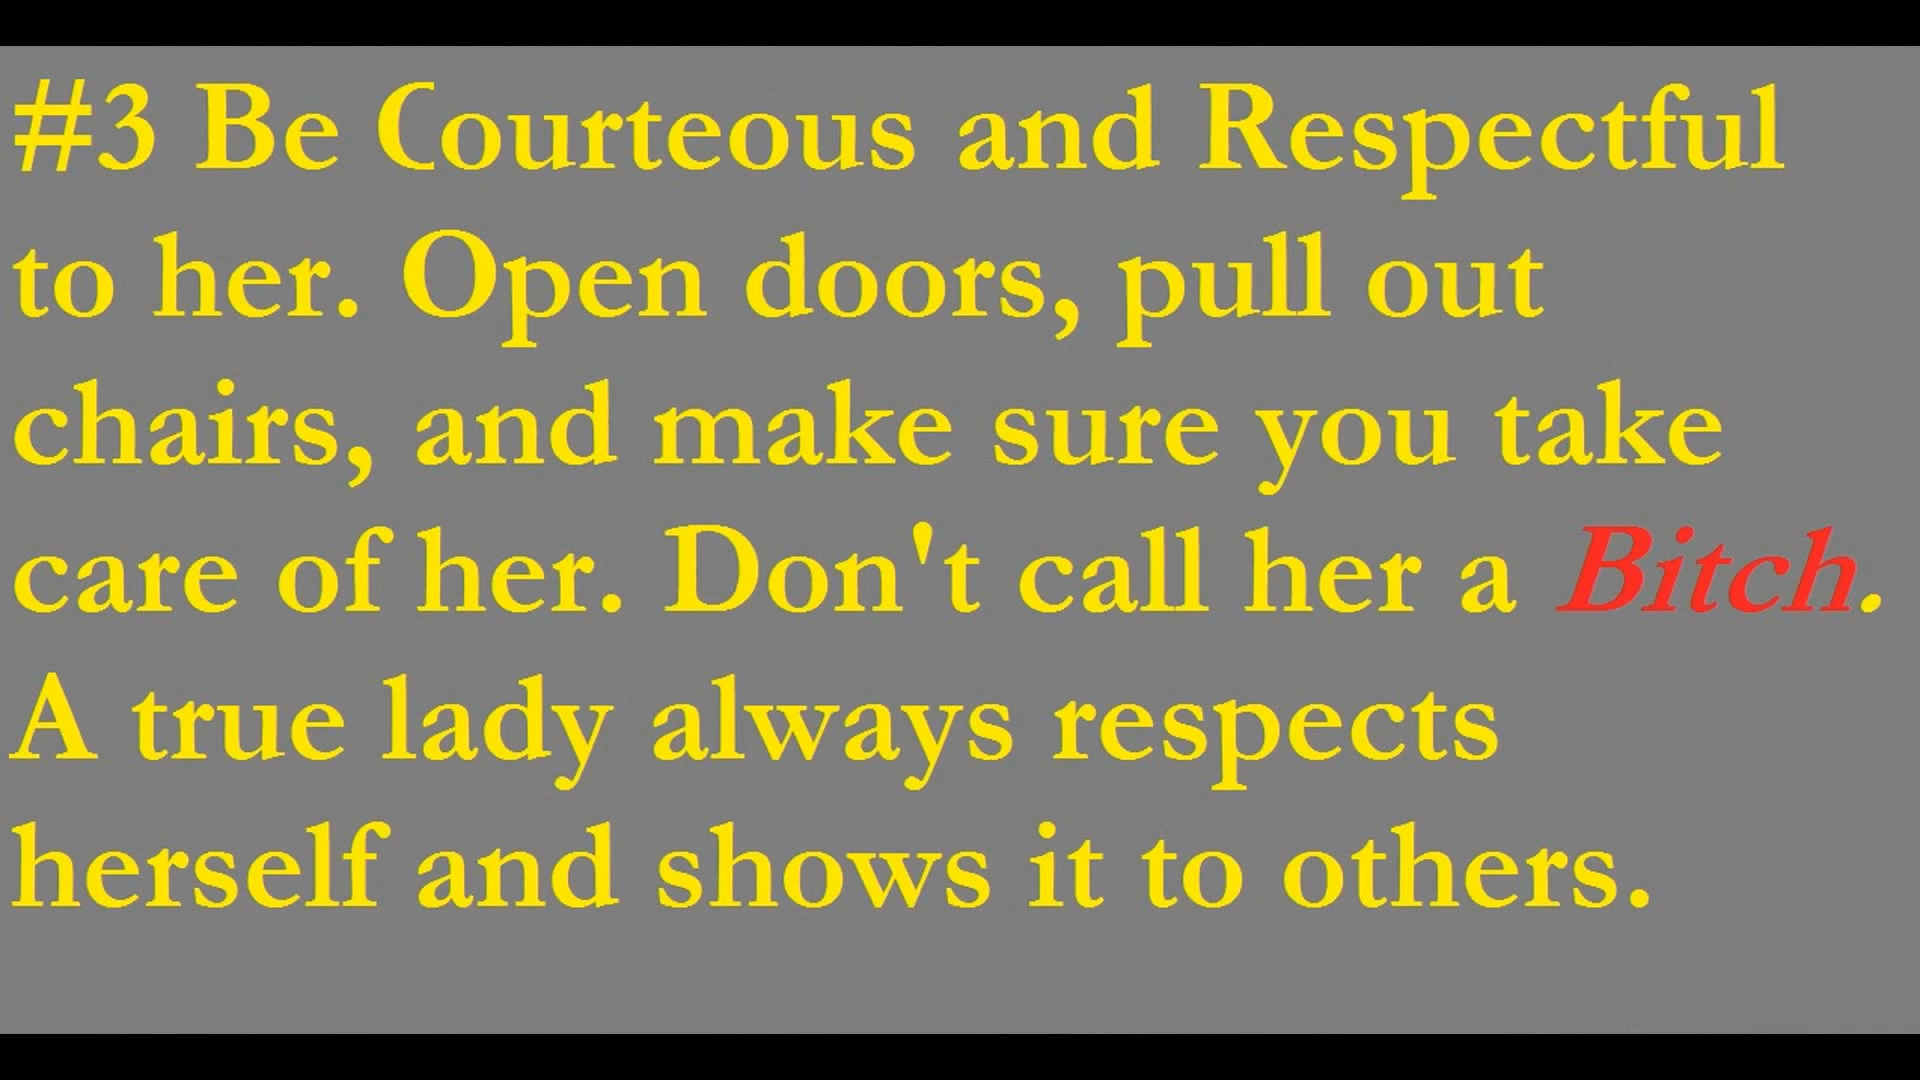 #3 Be Courteous and Respectful
to her. Open doors, pull out
chairs, and make sure you take
care of her. Don't call her a Bitch.
A true lady always respects
herself and shows it to others.